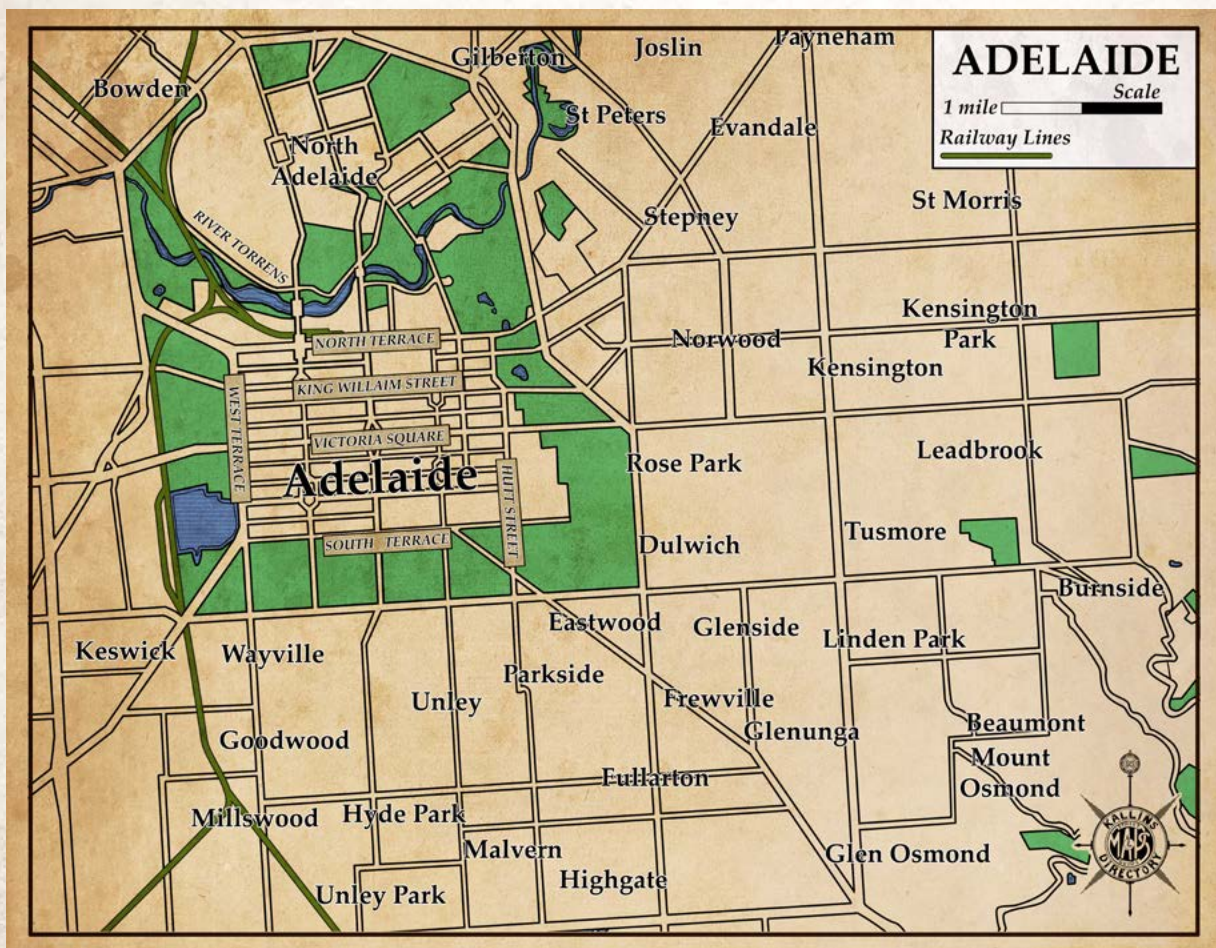 ADELAIDE
Scale
1 mile
Railway Lines
Gilberton
Joslin
Payneham
Bowden
St Peters
Evandale
North
Adelaide
St Morris
Stepney
RIVER TORRENS
Kensington
Park
NORTH TERRACE
Norwood
Kensington
KING WILLAIM STREET
WEST TERRACE
VICTORIA SQUARE
Leadbrook
Rose Park
Adelaide
HUTT STREET
SOUTH TERRACE
Dulwich
Tusmore
Burnside
Eastwood
Glenside
Linden Park
Keswick
Wayville
Parkside
Unley
Frewville
Glenunga
Beaumont
Goodwood
Mount
Osmond
Fullarton
Millswood
Hyde Park
KALLINS
MAPS
DIRECTORY
Malvern
Glen Osmond
Highgate
Unley Park